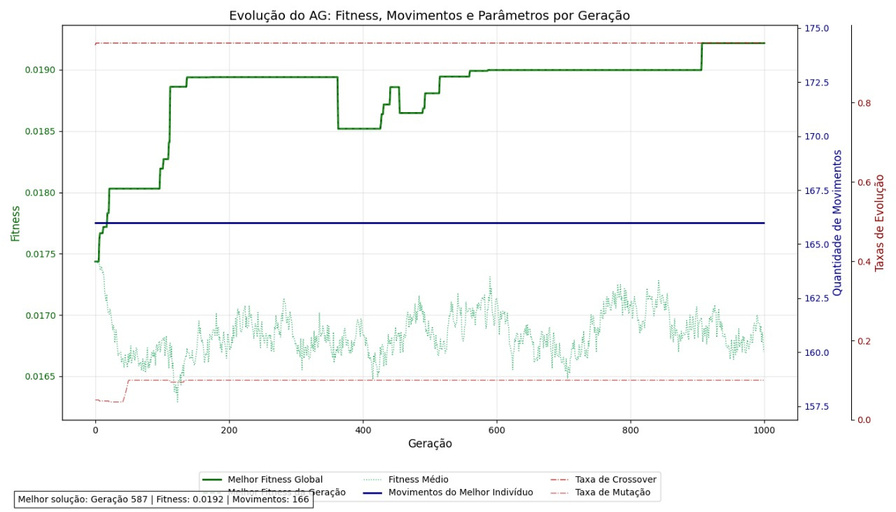 Evolução do AG: Fitness, Movimentos e Parâmetros por Geração
Fitness
0.0190
0.0185
0.0180
0.0175
0.0170
0.0165
175.0
172.5
170.0
167.5
165.0
162.5
160.0
157.5
Quantidade de Movimentos
0.8
0.6
0.4
0.2
0.0
Taxas de Evolução
0 200 400 600 800 1000
Geração
Melhor Fitness Global
Fitness Médio
Taxa de Crossover
Melhor Fitness da Geração
Movimentos do Melhor Indivíduo
Taxa de Mutação
Melhor solução: Geração 587 | Fitness: 0.0192 | Movimentos: 166